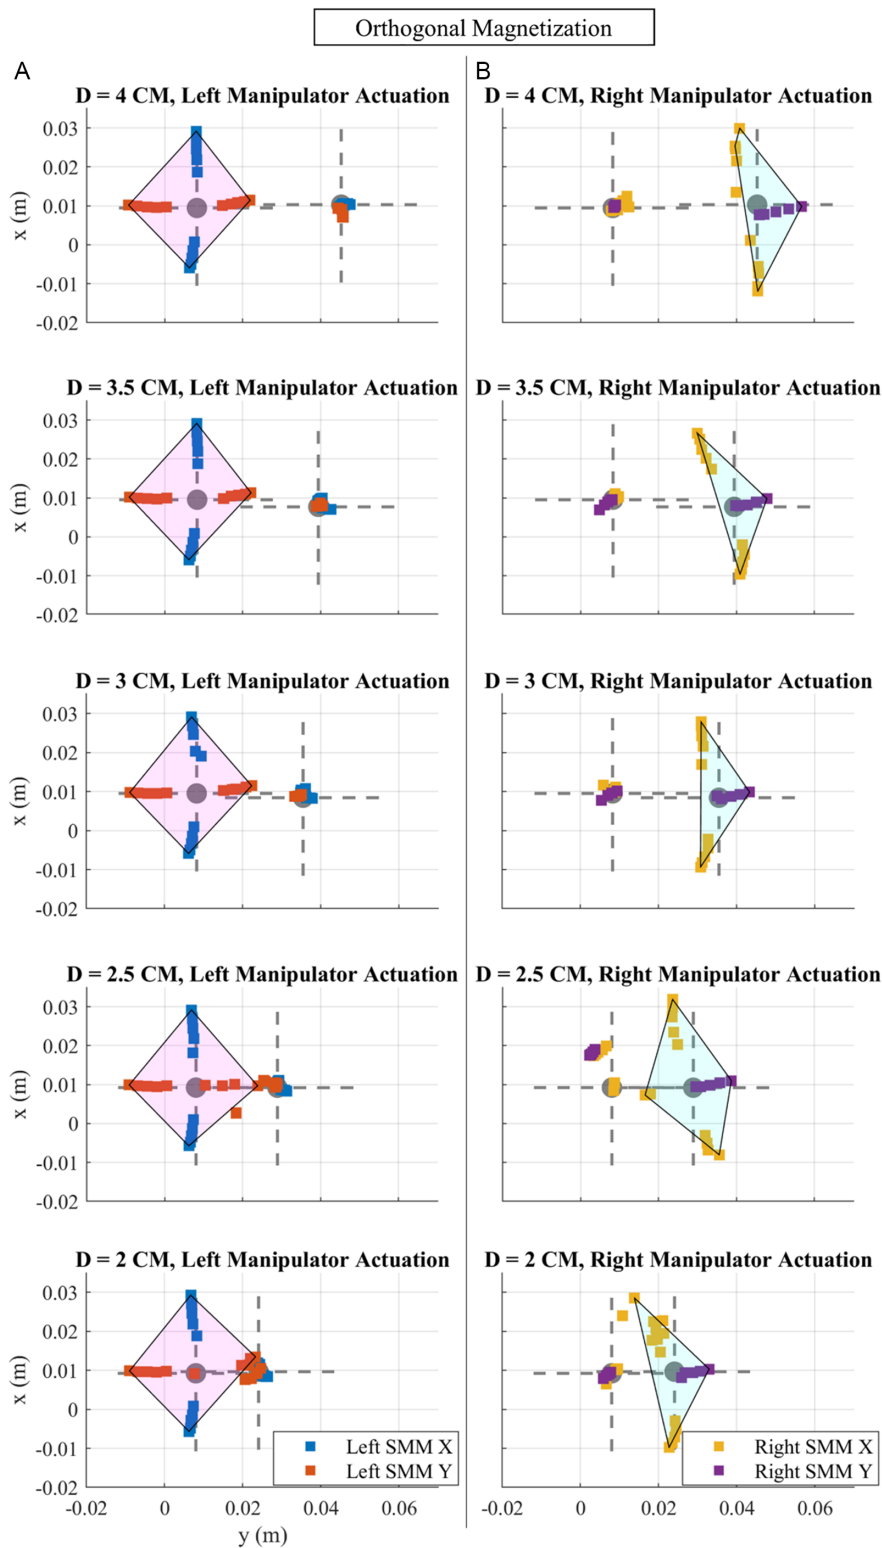 Orthogonal Magnetization
A
B
D = 4 CM, Left Manipulator Actuation
D = 4 CM, Right Manipulator Actuation
0.03
0.02
0.01
0
-0.01
-0.02
x (m)
D = 3.5 CM, Left Manipulator Actuation
D = 3.5 CM, Right Manipulator Actuation
0.03
0.02
0.01
0
-0.01
-0.02
x (m)
D = 3 CM, Left Manipulator Actuation
D = 3 CM, Right Manipulator Actuation
0.03
0.02
0.01
0
-0.01
-0.02
x (m)
D = 2.5 CM, Left Manipulator Actuation
D = 2.5 CM, Right Manipulator Actuation
0.03
0.02
0.01
0
-0.01
-0.02
x (m)
D = 2 CM, Left Manipulator Actuation
D = 2 CM, Right Manipulator Actuation
0.03
0.02
0.01
0
-0.01
-0.02
x (m)
Left SMM X
Left SMM Y
Right SMM X
Right SMM Y
-0.02 0 0.02 0.04 0.06
-0.02 0 0.02 0.04 0.06
y (m)